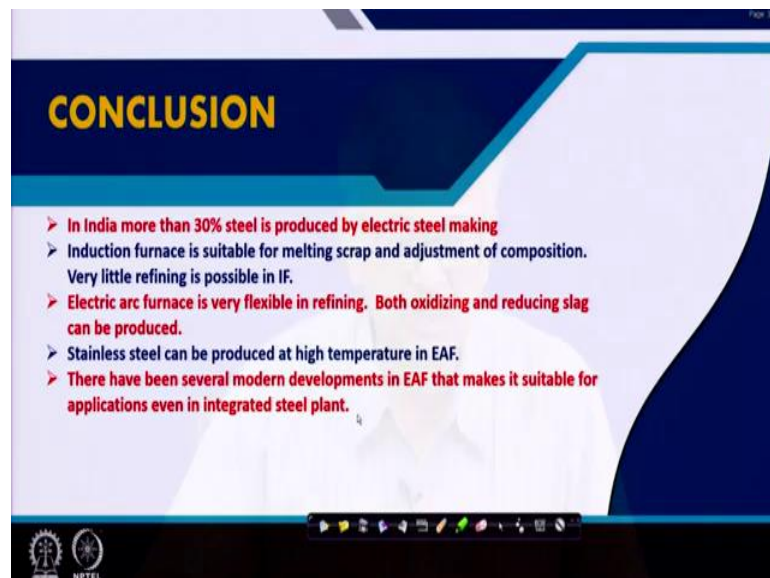 Page 3
CONCLUSION
➤ In India more than 30% steel is produced by electric steel making
➤ Induction furnace is suitable for melting scrap and adjustment of composition.
Very little refining is possible in IF.
➤ Electric arc furnace is very flexible in refining. Both oxidizing and reducing slag
can be produced.
➤ Stainless steel can be produced at high temperature in EAF.
➤ There have been several modern developments in EAF that makes it suitable for
applications even in integrated steel plant.
NPTEL